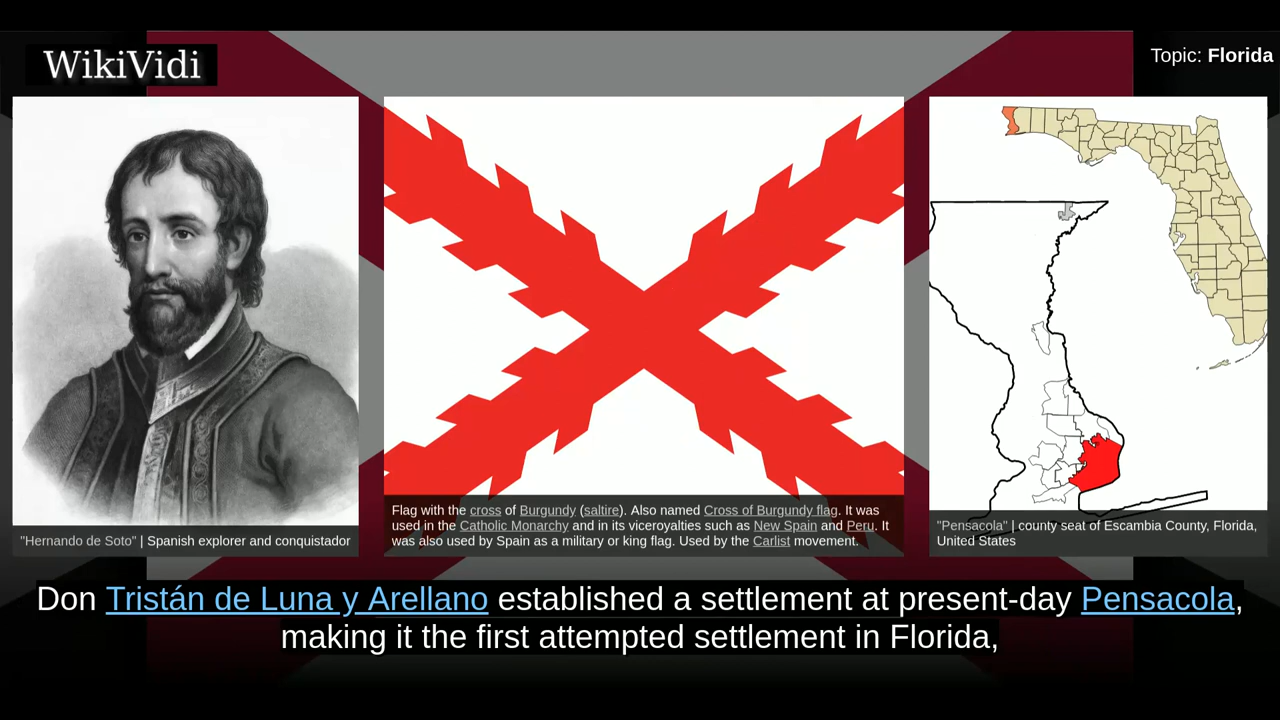 WikiVidi
Topic: Florida
"Hernando de Soto" | Spanish explorer and conquistador
Flag with the cross of Burgundy (saltire). Also named Cross of Burgundy flag. It was
used in the Catholic Monarchy and in its viceroyalties such as New Spain and Peru. It
was also used by Spain as a military or king flag. Used by the Carlist movement.
"Pensacola" | county seat of Escambia County, Florida,
United States
Don Tristán de Luna y Arellano established a settlement at present-day Pensacola,
making it the first attempted settlement in Florida,